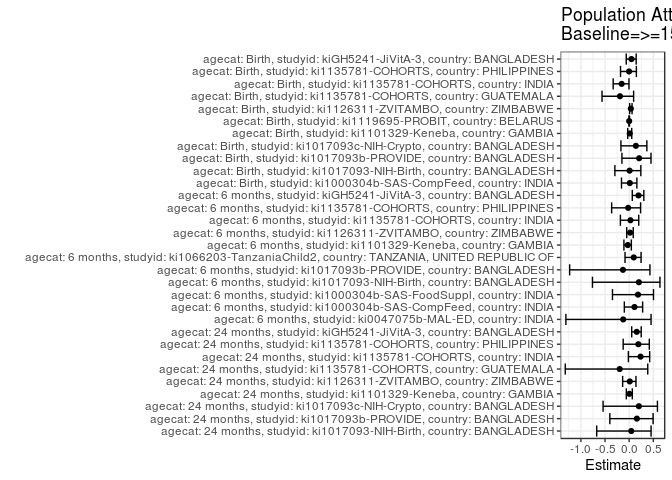 Population Att
Baseline=>=15
agecat: Birth, studyid: kiGH5241-JiVitA-3, country: BANGLADESH
agecat: Birth, studyid: ki1135781-COHORTS, country: PHILIPPINES
agecat: Birth, studyid: ki1135781-COHORTS, country: INDIA
agecat: Birth, studyid: ki1135781-COHORTS, country: GUATEMALA
agecat: Birth, studyid: ki1126311-ZVITAMBO, country: ZIMBABWE
agecat: Birth, studyid: ki1119695-PROBIT, country: BELARUS
agecat: Birth, studyid: ki1101329-Keneba, country: GAMBIA
agecat: Birth, studyid: ki1017093c-NIH-Crypto, country: BANGLADESH
agecat: Birth, studyid: ki1017093b-PROVIDE, country: BANGLADESH
agecat: Birth, studyid: ki1017093-NIH-Birth, country: BANGLADESH
agecat: Birth, studyid: ki1000304b-SAS-CompFeed, country: INDIA
agecat: 6 months, studyid: kiGH5241-JiVitA-3, country: BANGLADESH
agecat: 6 months, studyid: ki1135781-COHORTS, country: PHILIPPINES
agecat: 6 months, studyid: ki1135781-COHORTS, country: INDIA
agecat: 6 months, studyid: ki1126311-ZVITAMBO, country: ZIMBABWE
agecat: 6 months, studyid: ki1101329-Keneba, country: GAMBIA
agecat: 6 months, studyid: ki1066203-TanzaniaChild2, country: TANZANIA, UNITED REPUBLIC OF
agecat: 6 months, studyid: ki1017093b-PROVIDE, country: BANGLADESH
agecat: 6 months, studyid: ki1017093-NIH-Birth, country: BANGLADESH
agecat: 6 months, studyid: ki1000304b-SAS-FoodSuppl, country: INDIA
agecat: 6 months, studyid: ki1000304b-SAS-CompFeed, country: INDIA
agecat: 6 months, studyid: ki0047075b-MAL-ED, country: INDIA
agecat: 24 months, studyid: kiGH5241-JiVitA-3, country: BANGLADESH
agecat: 24 months, studyid: ki1135781-COHORTS, country: PHILIPPINES
agecat: 24 months, studyid: ki1135781-COHORTS, country: INDIA
agecat: 24 months, studyid: ki1135781-COHORTS, country: GUATEMALA
agecat: 24 months, studyid: ki1126311-ZVITAMBO, country: ZIMBABWE
agecat: 24 months, studyid: ki1101329-Keneba, country: GAMBIA
agecat: 24 months, studyid: ki1017093c-NIH-Crypto, country: BANGLADESH
agecat: 24 months, studyid: ki1017093b-PROVIDE, country: BANGLADESH
agecat: 24 months, studyid: ki1017093-NIH-Birth, country: BANGLADESH
-1.0 -0.5 0.0 0.5
Estimate